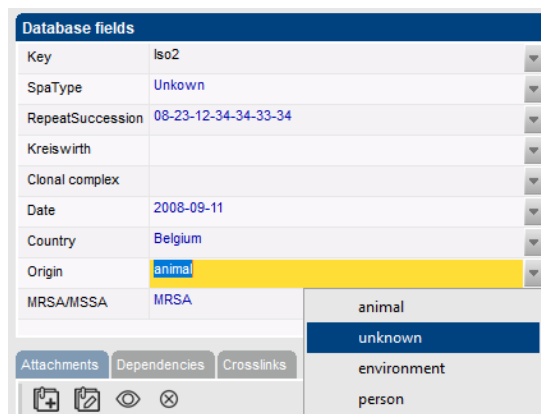 Database fields
Key Iso2
SpaType Unkown
RepeatSuccession 08-23-12-34-34-33-34
Kreiswirth
Clonal complex
Date 2008-09-11
Country Belgium
Origin animal
MRSA/MSSA MRSA
animal
unknown
environment
person
Attachments Dependencies Crosslinks